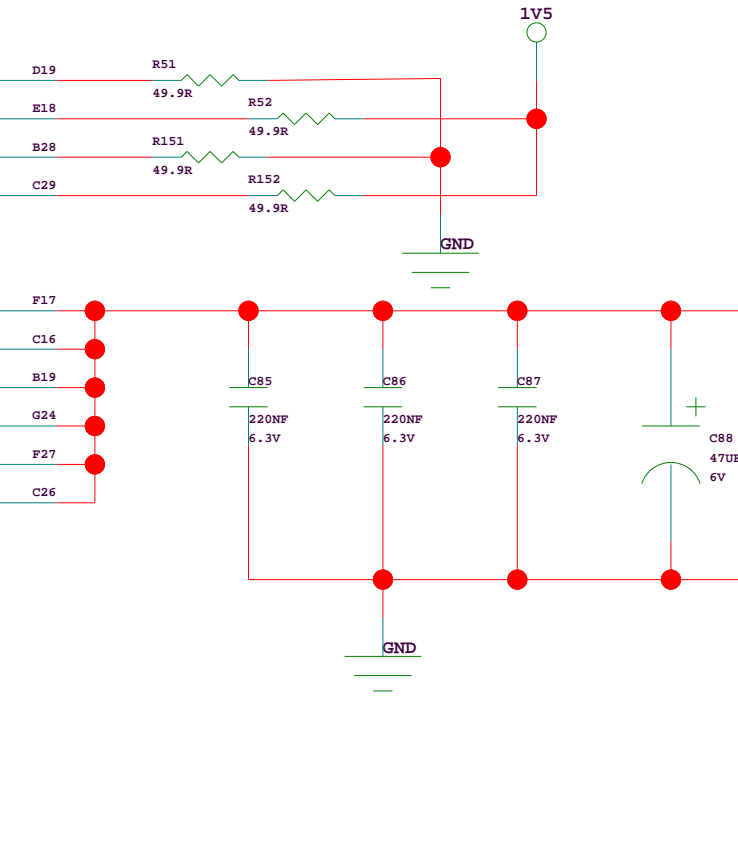 1V5
D19
R51
49.9R
E18
R52
49.9R
B28
R151
49.9R
C29
R152
49.9R
GND
F17
C16
B19
G24
F27
C26
C85
220NF
6.3V
C86
220NF
6.3V
C87
220NF
6.3V
+
C88
47UF
6V
GND